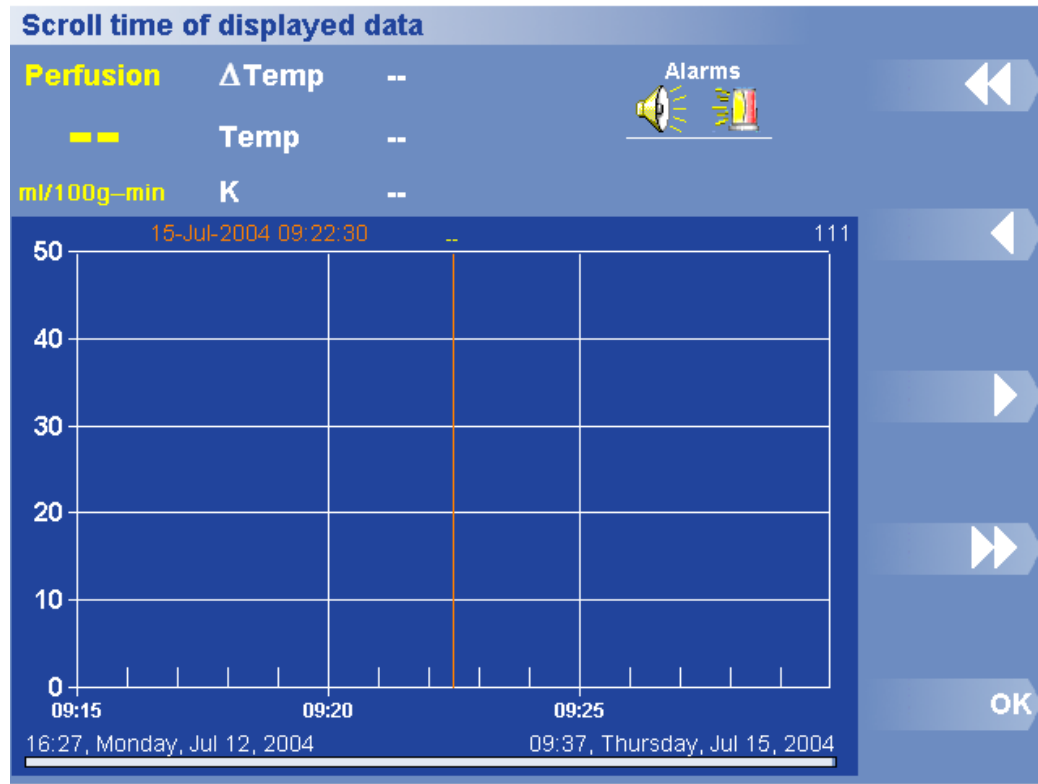 Scroll time of displayed data
Perfusion ΔTemp -- Alarms
-- Temp --
ml/100g–min K --
15-Jul-2004 09:22:30 -- 111
50
40
30
20
10
0
09:15 09:20 09:25
16:27, Monday, Jul 12, 2004 09:37, Thursday, Jul 15, 2004
OK